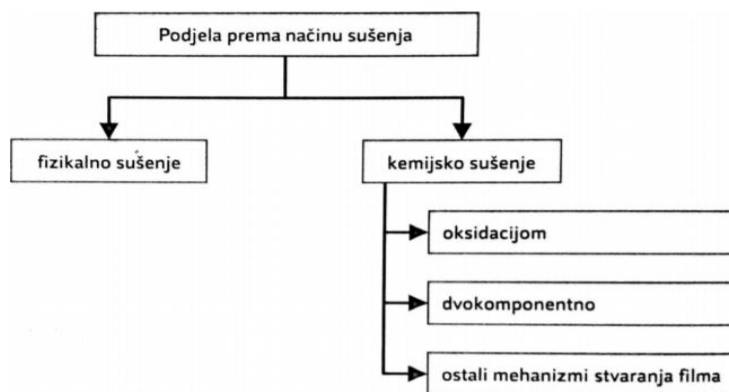 Podjela prema načinu sušenja
fizikalno sušenje
kemijsko sušenje
oksidacijom
dvokomponentno
ostali mehanizmi stvaranja filma